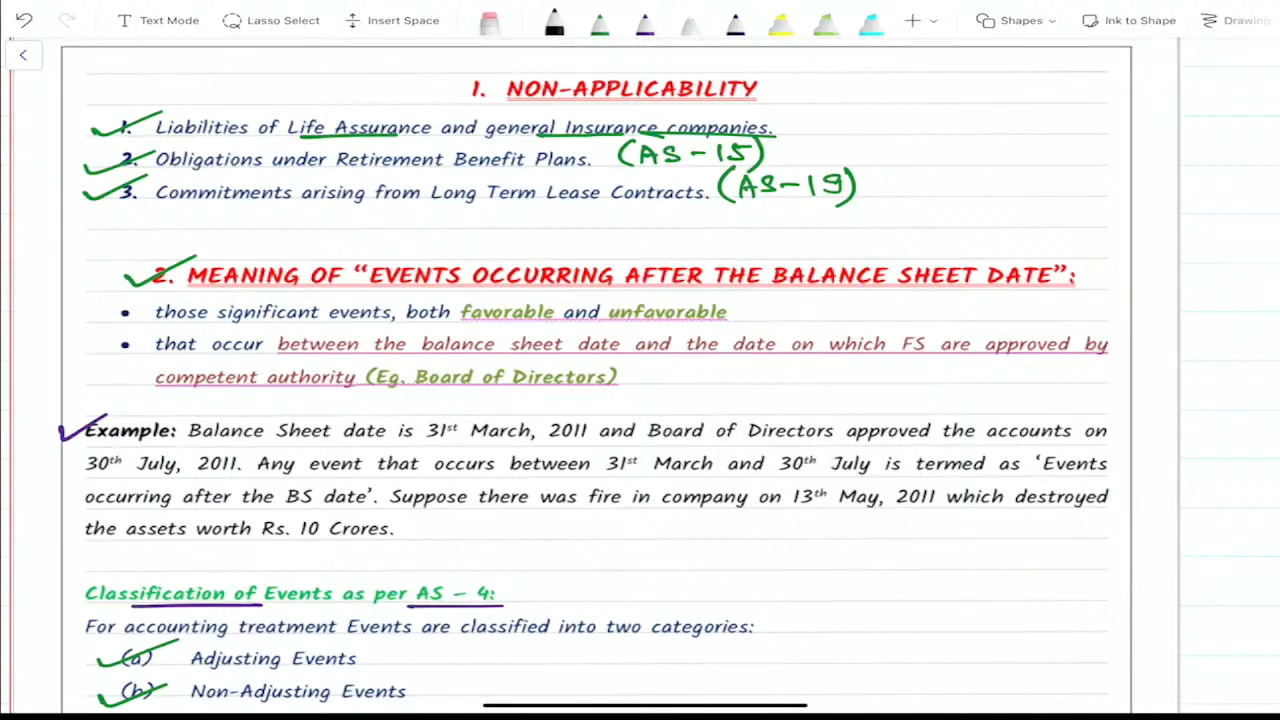 Text Mode Lasso Select Insert Space Shapes Ink to Shape Drawing
1. NON-APPLICABILITY
1. Liabilities of Life Assurance and general Insurance companies.
2. Obligations under Retirement Benefit Plans. (AS-15)
3. Commitments arising from Long Term Lease Contracts. (AS-19)
2. MEANING OF “EVENTS OCCURRING AFTER THE BALANCE SHEET DATE”:
• those significant events, both favorable and unfavorable
• that occur between the balance sheet date and the date on which FS are approved by
competent authority (Eg. Board of Directors)
Example: Balance Sheet date is 31st March, 2011 and Board of Directors approved the accounts on
30th July, 2011. Any event that occurs between 31st March and 30th July is termed as ‘Events
occurring after the BS date’. Suppose there was fire in company on 13th May, 2011 which destroyed
the assets worth Rs. 10 Crores.
Classification of Events as per AS – 4:
For accounting treatment Events are classified into two categories:
(a) Adjusting Events
(b) Non-Adjusting Events